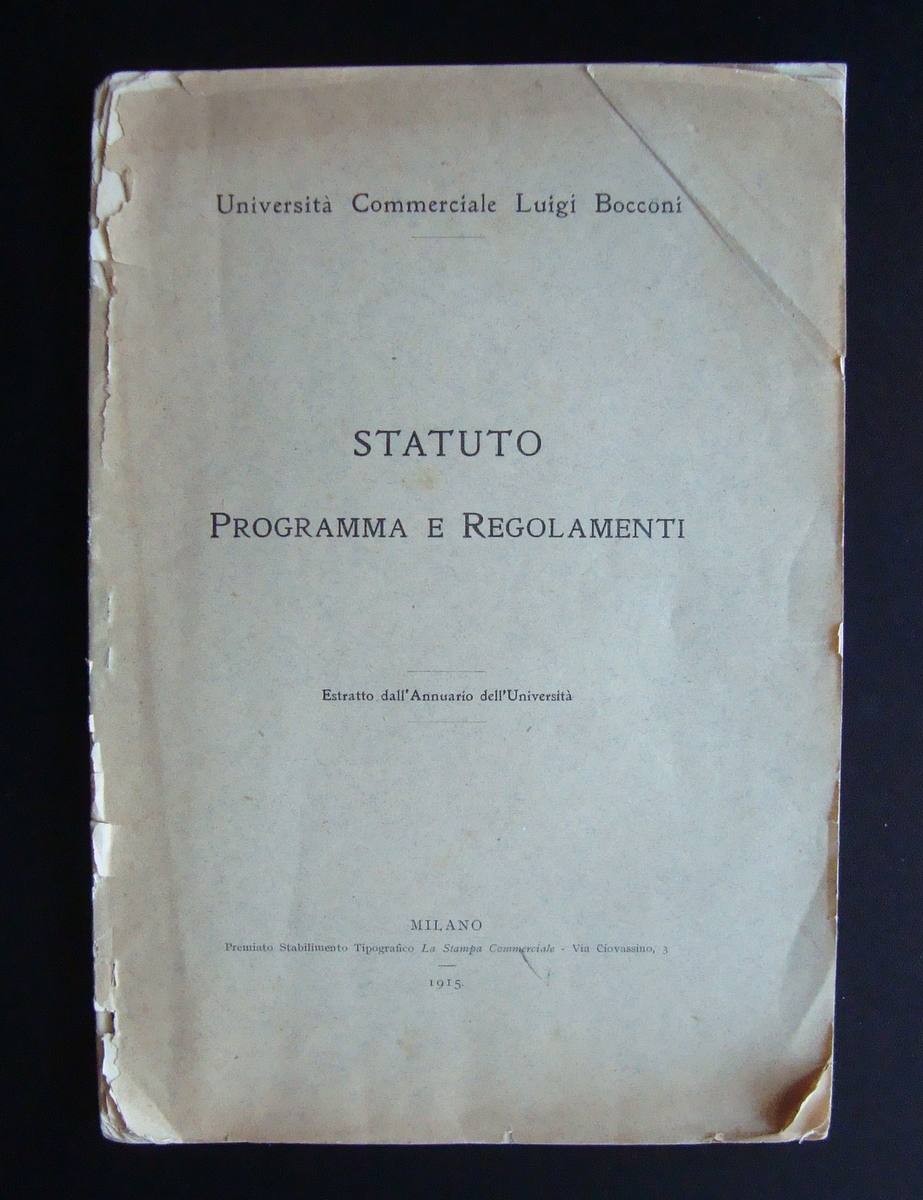 Università Commerciale Luigi Bocconi
STATUTO
PROGRAMMA E REGOLAMENTI
Estratto dall'Annuario dell'Università
MILANO
Premiato Stabilimento Tipografico La Stampa Commerciale - Via Ciovassino, 3
1915.